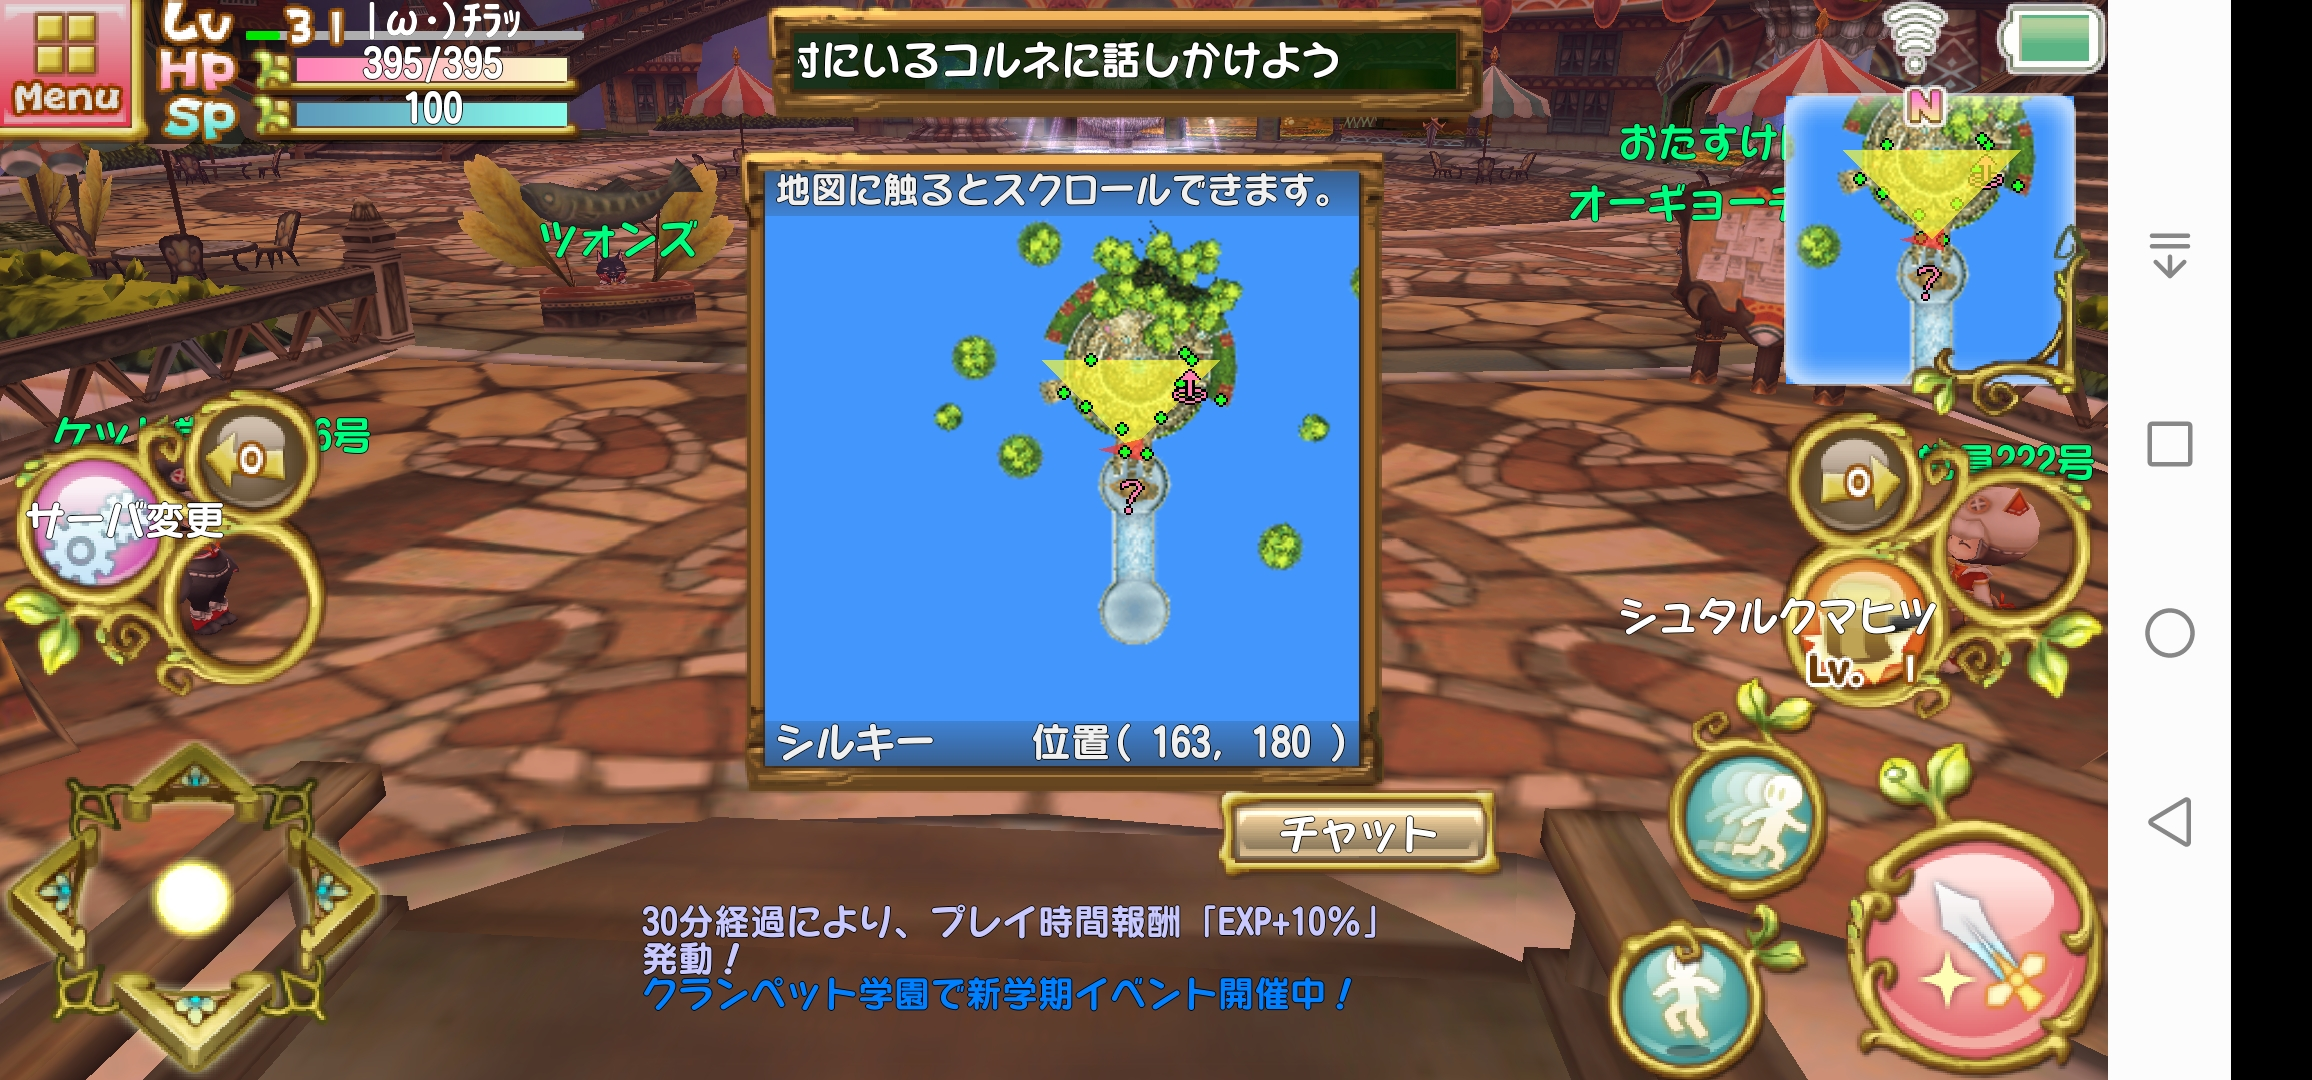 Menu
Lv 31 |ω・)ﾁﾗｯ
HP 395/395
Sp 100
にいるコルネに話しかけよう
N
地図に触るとスクロールできます。
おたすけ
オーギョー
ツォンズ
?
?
ケット
6号
0
サーバ変更
0
222号
シュタルクマヒツ
Lv. 1
シルキー 位置( 163, 180 )
チャット
30分経過により、プレイ時間報酬「EXP+10%」
発動！
クランペット学園で新学期イベント開催中！